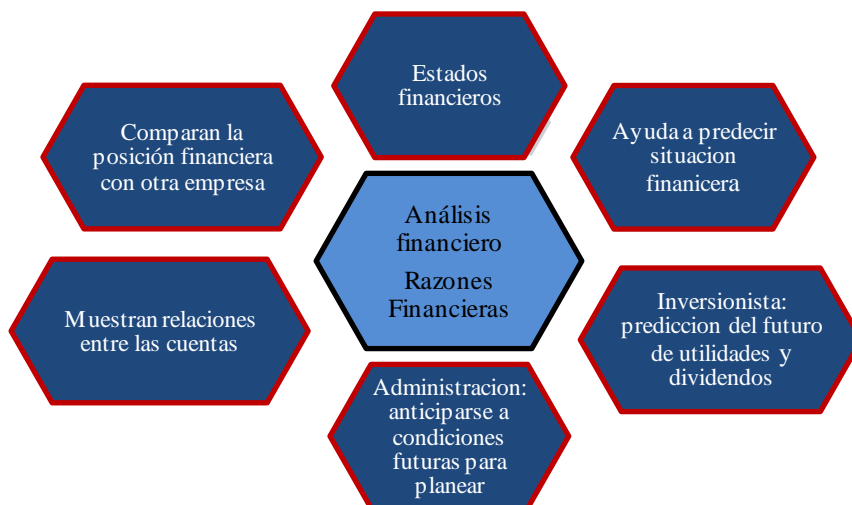 Estados
financieros
Comparan la
posición financiera
con otra empresa
Ayuda a predecir
situacion
finanicera
Análisis
financiero
Razones
Financieras
Muestran relaciones
entre las cuentas
Inversionista:
prediccion del futuro
de utilidades y
dividendos
Administracion:
anticiparse a
condiciones
futuras para
planear